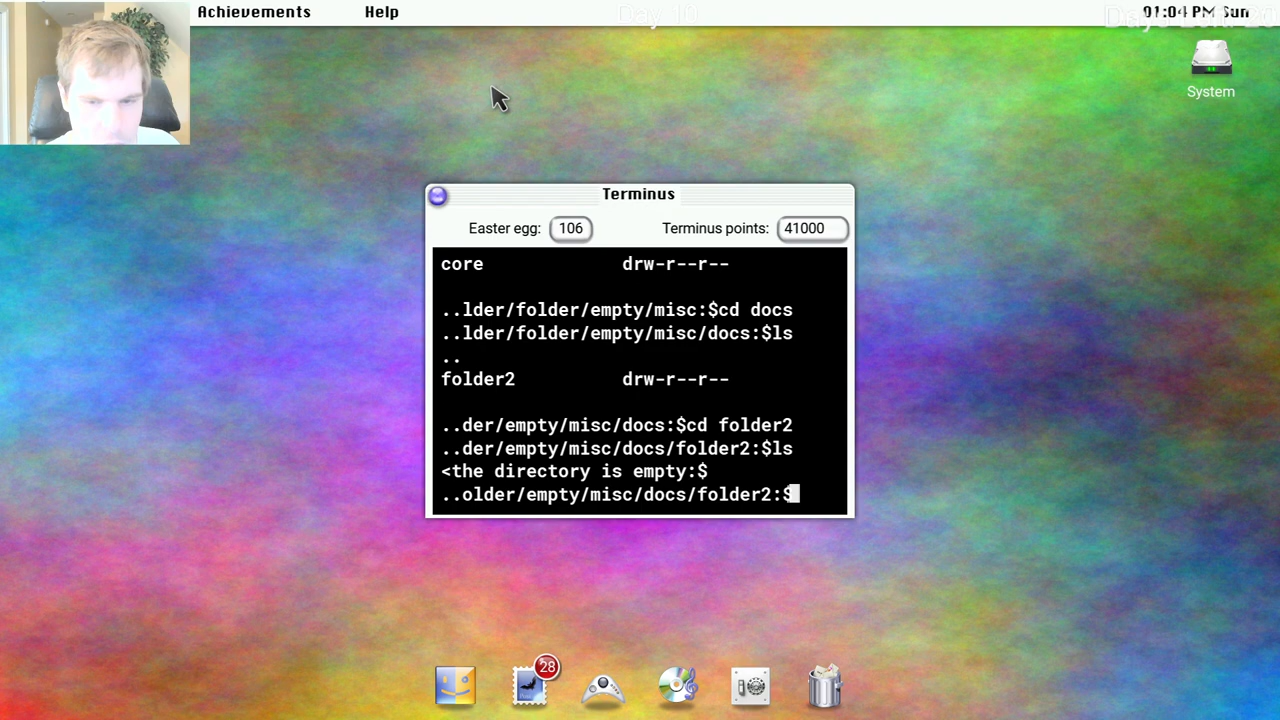 Achievements Help Day 10 01:04 PM Sun
System
Terminus
Easter egg: 106 Terminus points: 41000
core drw-r--r--
..lder/folder/empty/misc:$cd docs
..lder/folder/empty/misc/docs:$ls
..
folder2 drw-r--r--
..der/empty/misc/docs:$cd folder2
..der/empty/misc/docs/folder2:$ls
<the directory is empty:$
..older/empty/misc/docs/folder2:$
28